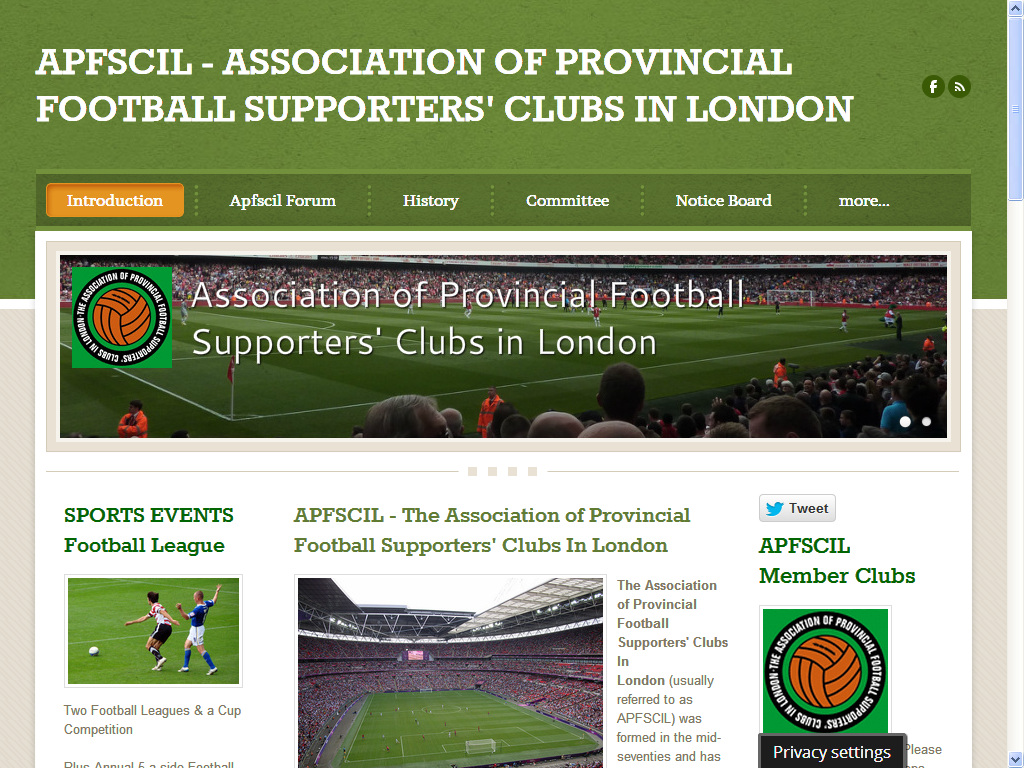 APFSCIL - ASSOCIATION OF PROVINCIAL
FOOTBALL SUPPORTERS' CLUBS IN LONDON
Introduction
Apfscil Forum
History
Committee
Notice Board
more...
THE ASSOCIATION OF PROVINCIAL FOOTBALL SUPPORTERS' CLUBS IN LONDON
Association of Provincial Football
Supporters' Clubs in London
SPORTS EVENTS
Football League
Two Football Leagues & a Cup
Competition
Plus Annual 5 a side Football
APFSCIL - The Association of Provincial
Football Supporters' Clubs In London
The Association
of Provincial
Football
Supporters' Clubs
In
London (usually
referred to as
APFSCIL) was
formed in the mid-
seventies and has
Tweet
APFSCIL
Member Clubs
THE ASSOCIATION OF PROVINCIAL FOOTBALL SUPPORTERS' CLUBS IN LONDON
Please
Privacy settings